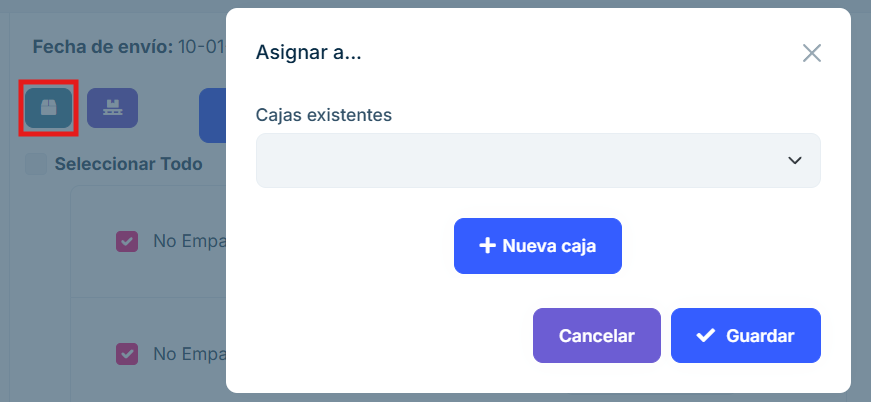 Fecha de envío: 10-01
Asignar a...
Cajas existentes
Seleccionar Todo
Nueva caja
No Empa
Cancelar
Guardar
No Empa